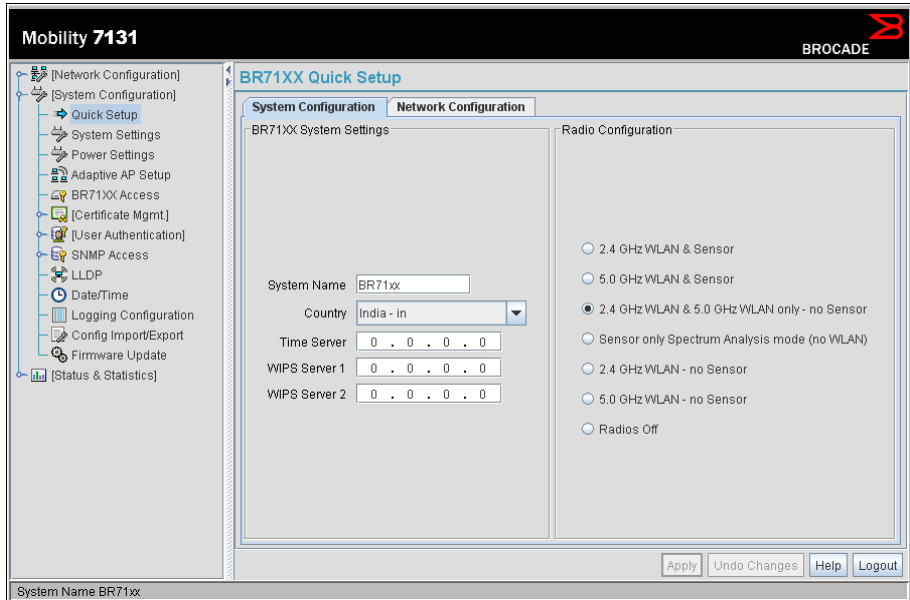 Mobility 7131
BROCADE
[Network Configuration]
[System Configuration]
Quick Setup
System Settings
Power Settings
Adaptive AP Setup
BR71XX Access
[Certificate Mgmt.]
[User Authentication]
SNMP Access
LLDP
Date/Time
Logging Configuration
Config Import/Export
Firmware Update
[Status & Statistics]
BR71XX Quick Setup
System Configuration
Network Configuration
BR71XX System Settings
System Name BR71xx
Country India - in
Time Server 0 . 0 . 0 . 0
WIPS Server 1 0 . 0 . 0 . 0
WIPS Server 2 0 . 0 . 0 . 0
Radio Configuration
2.4 GHz WLAN & Sensor
5.0 GHz WLAN & Sensor
2.4 GHz WLAN & 5.0 GHz WLAN only - no Sensor
Sensor only Spectrum Analysis mode (no WLAN)
2.4 GHz WLAN - no Sensor
5.0 GHz WLAN - no Sensor
Radios Off
Apply Undo Changes Help Logout
System Name BR71xx